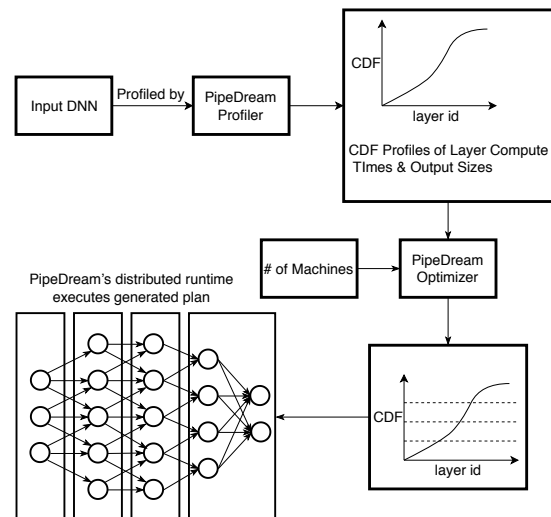 Input DNN
Profiled by
PipeDream
Profiler
CDF
layer id
CDF Profiles of Layer Compute
TImes & Output Sizes
# of Machines
PipeDream
Optimizer
PipeDream's distributed runtime
executes generated plan
CDF
layer id